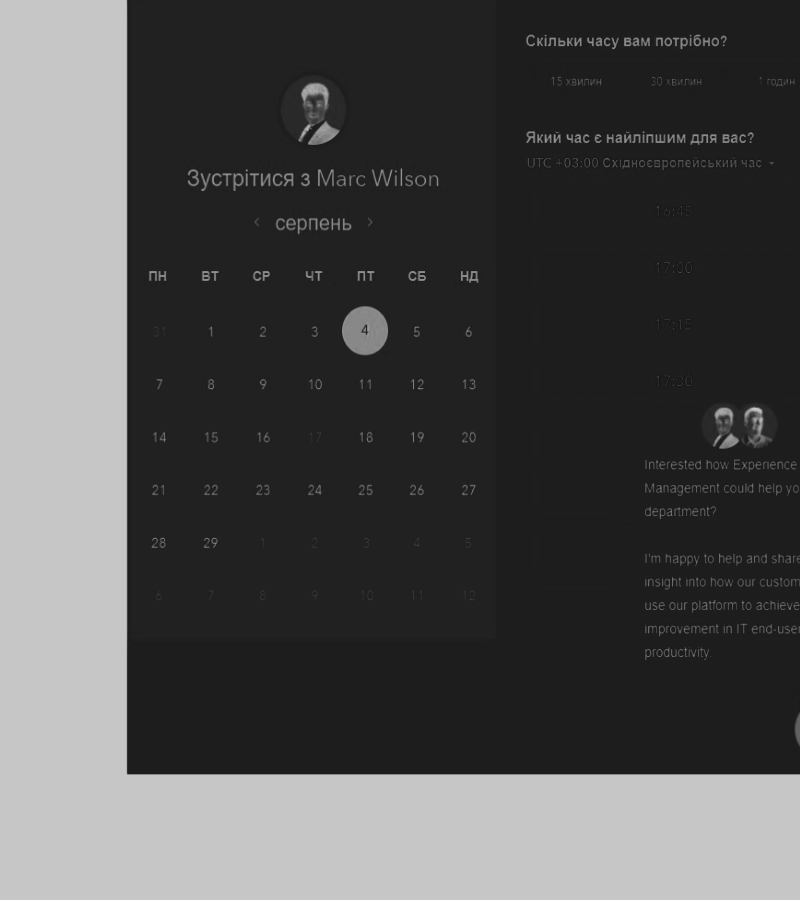 Зустрітися з Marc Wilson
серпень
ПН ВТ СР ЧТ ПТ СБ НД
31 1 2 3 4 5 6
7 8 9 10 11 12 13
14 15 16 17 18 19 20
21 22 23 24 25 26 27
28 29 1 2 3 4 5
6 7 8 9 10 11 12
Скільки часу вам потрібно?
15 хвилин 30 хвилин 1 годин
Який час є найліпшим для вас?
UTC +03:00 Східноєвропейський час
16:45
17:00
17:15
17:30
Interested how Experience
Management could help yo
department?
I'm happy to help and share
insight into how our custom
use our platform to achieve
improvement in IT end-user
productivity.